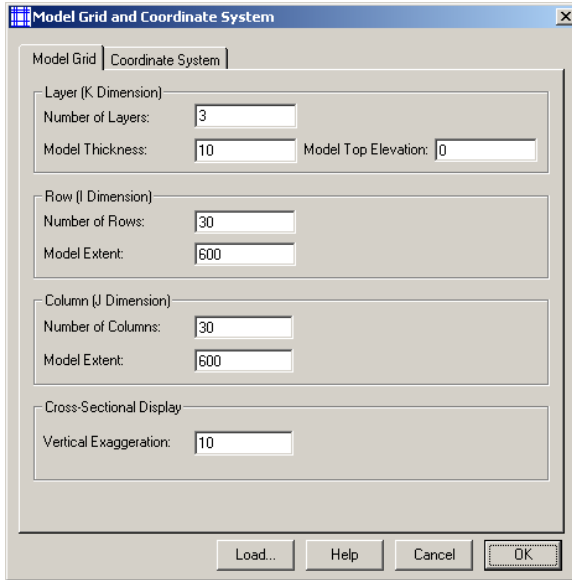 Model Grid and Coordinate System
Model Grid Coordinate System
Layer (K Dimension)
Number of Layers: 3
Model Thickness: 10 Model Top Elevation: 0
Row (I Dimension)
Number of Rows: 30
Model Extent: 600
Column (J Dimension)
Number of Columns: 30
Model Extent: 600
Cross-Sectional Display
Vertical Exaggeration: 10
Load... Help Cancel OK